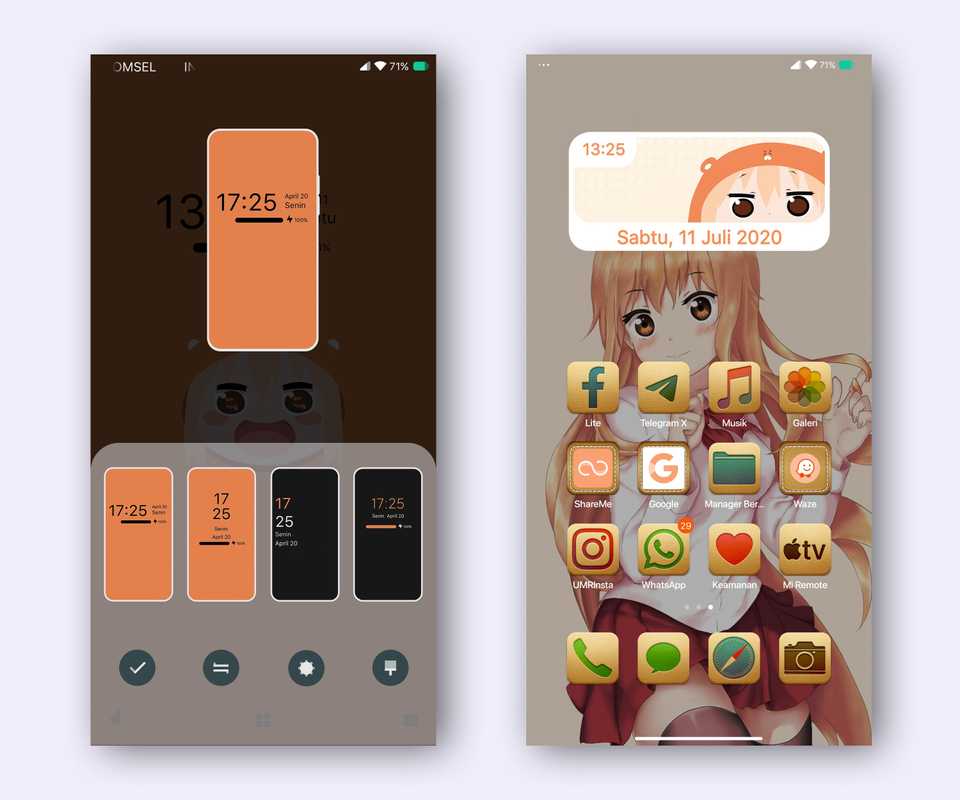 OMSEL
71%
17:25
April 20
Senin
100%
13
17:25
April 20
Senin
100%
17
25
Senin
April 20
100%
17
25
Senin
April 20
17:25
Senin April 20
100%
71%
13:25
Sabtu, 11 Juli 2020
Lite
Telegram X
Musik
Galeri
ShareMe
Google
Manager Ber...
Waze
29
tv
UMRInsta
WhatsApp
Keamanan
Mi Remote